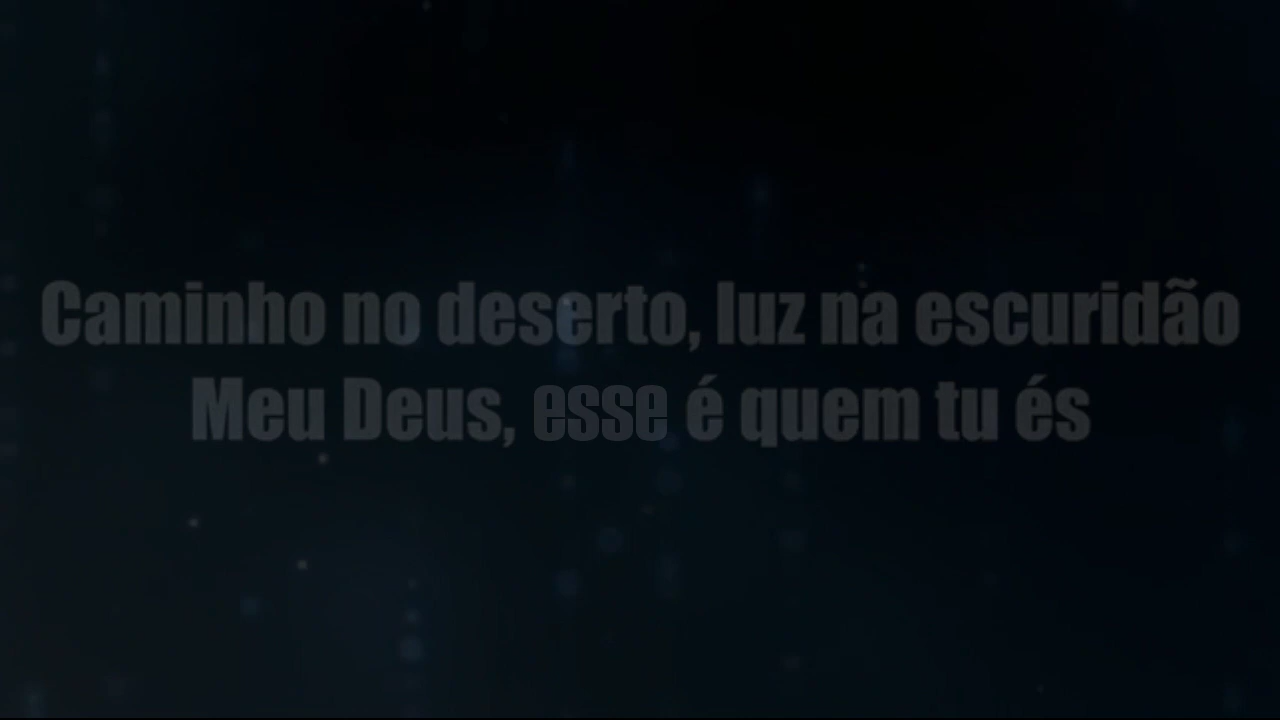 Caminho no deserto, luz na escuridão
Meu Deus, esse é quem tu és